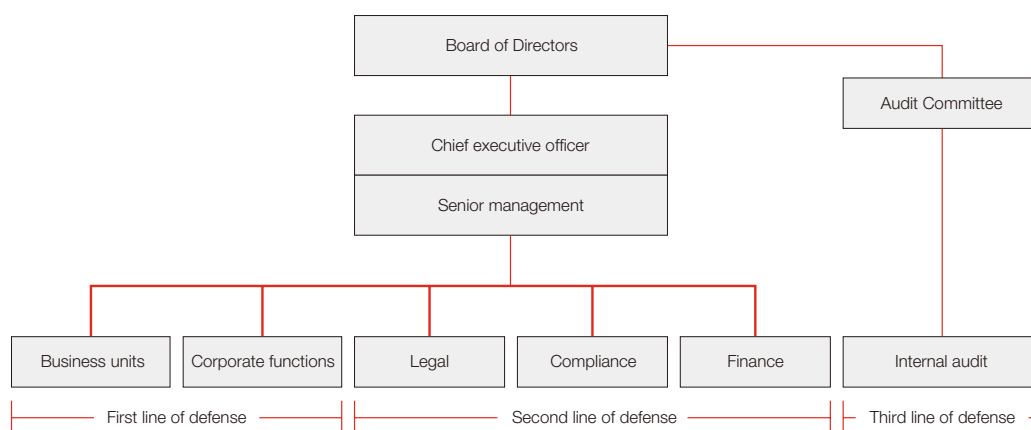 Board of Directors
Audit Committee
Chief executive officer
Senior management
Business units
Corporate functions
Legal
Compliance
Finance
Internal audit
First line of defense
Second line of defense
Third line of defense